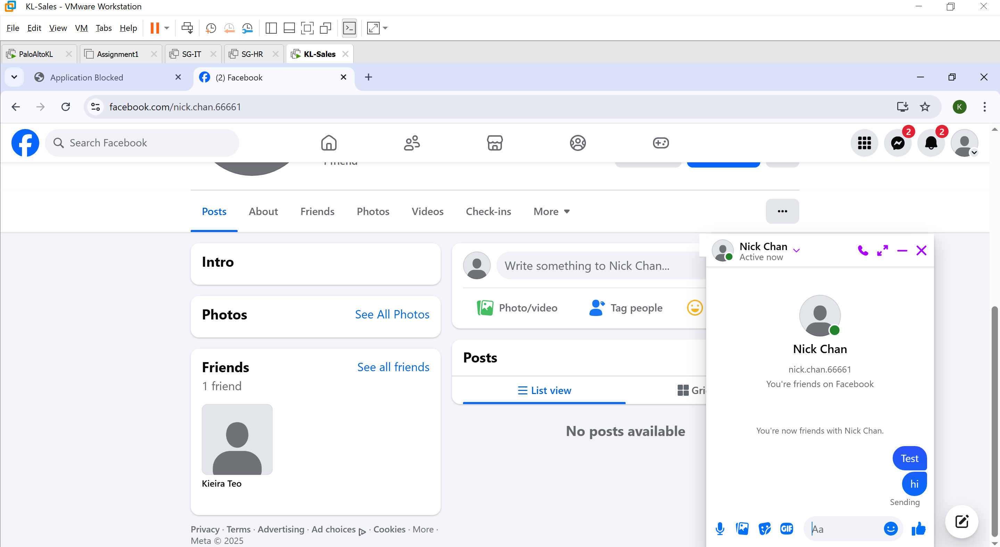 KL-Sales - VMware Workstation
File Edit View VM Tabs Help
PaloAltoKL Assignment1 SG-IT SG-HR KL-Sales
Application Blocked (2) Facebook
facebook.com/nick.chan.66661 K
Search Facebook 2 2
1 friend
Posts About Friends Photos Videos Check-ins More
Intro
Photos See All Photos
Friends See all friends
1 friend
Kieira Teo
Privacy · Terms · Advertising · Ad choices · Cookies · More ·
Meta © 2025
Write something to Nick Chan...
Photo/video Tag people
Posts
List view Gri
No posts available
Nick Chan
Active now
Nick Chan
nick.chan.66661
You're friends on Facebook
You're now friends with Nick Chan.
Test
hi
Sending
GIF Aa